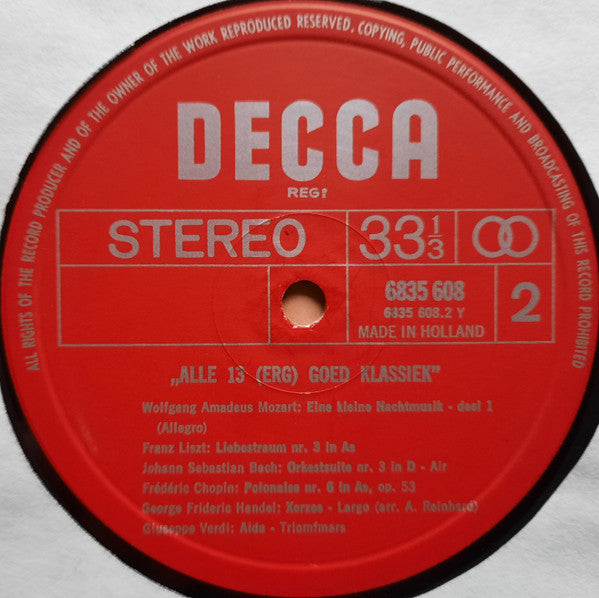 ALL RIGHTS OF THE RECORD PRODUCER AND OF THE OWNER OF THE WORK REPRODUCED RESERVED. COPYING, PUBLIC PERFORMANCE AND BROADCASTING OF THIS RECORD PROHIBITED
DECCA
REG?
STEREO 33 1/3
6835 608
6335 608.2 Y
MADE IN HOLLAND
2
„ALLE 13 (ERG) GOED KLASSIEK”
Wolfgang Amadeus Mozart: Eine kleine Nachtmusik - deel 1
(Allegro)
Franz Liszt: Liebestraum nr. 3 in As
Johann Sebastian Bach: Orkestsuite nr. 3 in D - Air
Frédéric Chopin: Polonaise nr. 6 in As, op. 53
George Frideric Handel: Xerxes - Largo (arr. A. Reinhard)
Giuseppe Verdi: Aida - Triomfmars